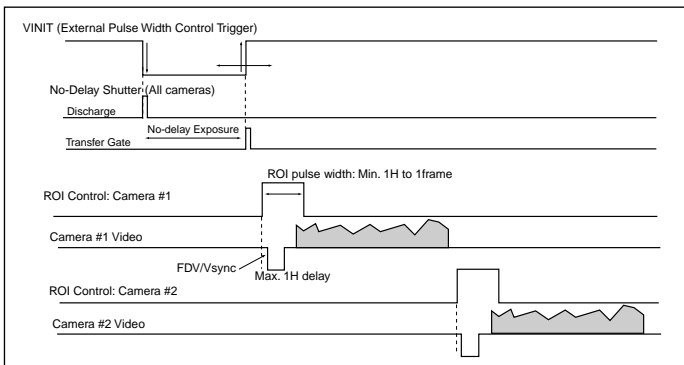 VINIT (External Pulse Width Control Trigger)
No-Delay Shutter (All cameras)
Discharge
No-delay Exposure
Transfer Gate
ROI pulse width: Min. 1H to 1frame
ROI Control: Camera #1
Camera #1 Video
FDV/Vsync
Max. 1H delay
ROI Control: Camera #2
Camera #2 Video